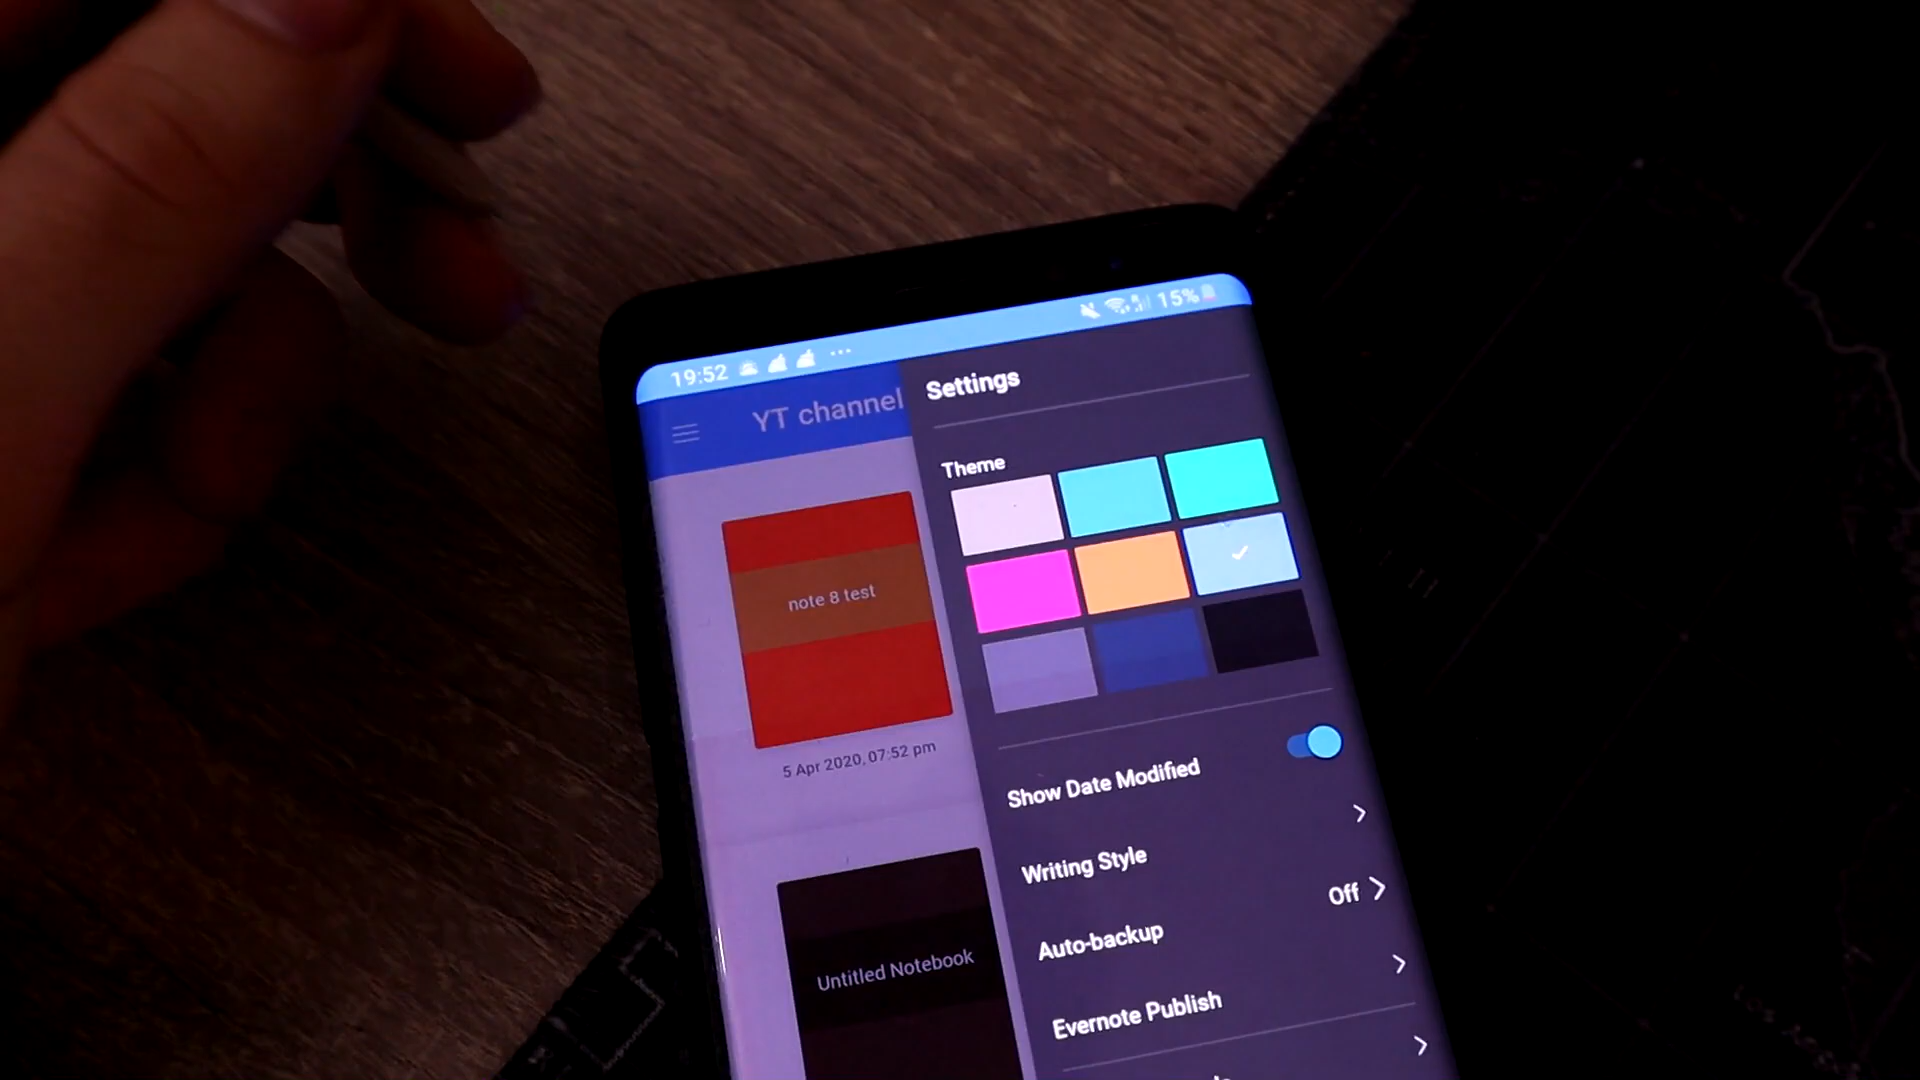 19:52
15%
YT channel
Settings
Theme
note 8 test
5 Apr 2020, 07:52 pm
Show Date Modified
Writing Style
Off
Auto-backup
Untitled Notebook
Evernote Publish